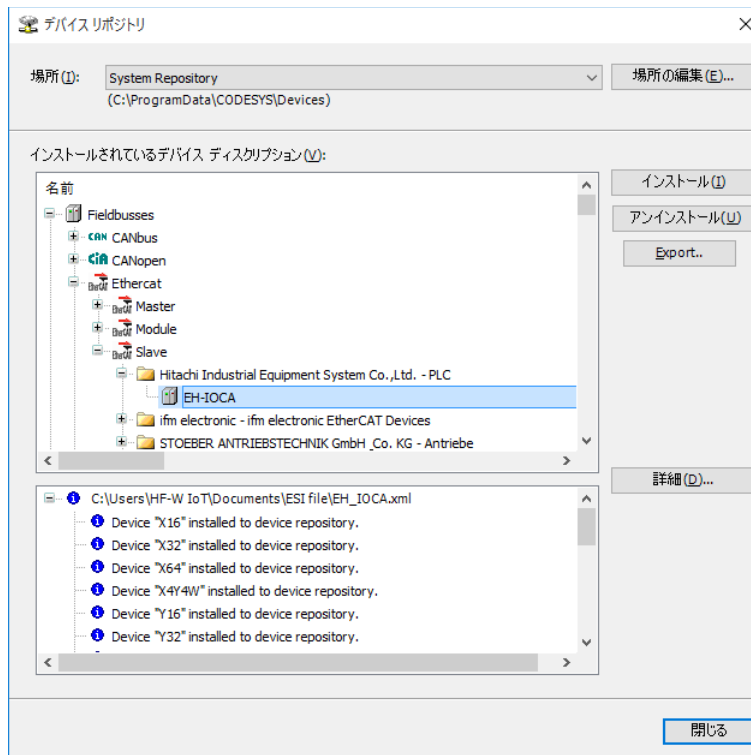 デバイス リポジトリ
場所(I): System Repository 場所の編集(E)...
(C:\ProgramData\CODESYS\Devices)
インストールされているデバイス ディスクリプション(V):
名前
インストール(I)
Fieldbusses
アンインストール(U)
CAN CANbus
CiA CANopen
Export..
EtherCAT Ethercat
EtherCAT Master
EtherCAT Module
EtherCAT Slave
Hitachi Industrial Equipment System Co.,Ltd. - PLC
EH-IOCA
ifm electronic - ifm electronic EtherCAT Devices
STOEBER ANTRIEBSTECHNIK GmbH _Co. KG - Antriebe
詳細(D)...
C:\Users\HF-W IoT\Documents\ESI file\EH_IOCA.xml
Device "X16" installed to device repository.
Device "X32" installed to device repository.
Device "X64" installed to device repository.
Device "X4Y4W" installed to device repository.
Device "Y16" installed to device repository.
Device "Y32" installed to device repository.
閉じる